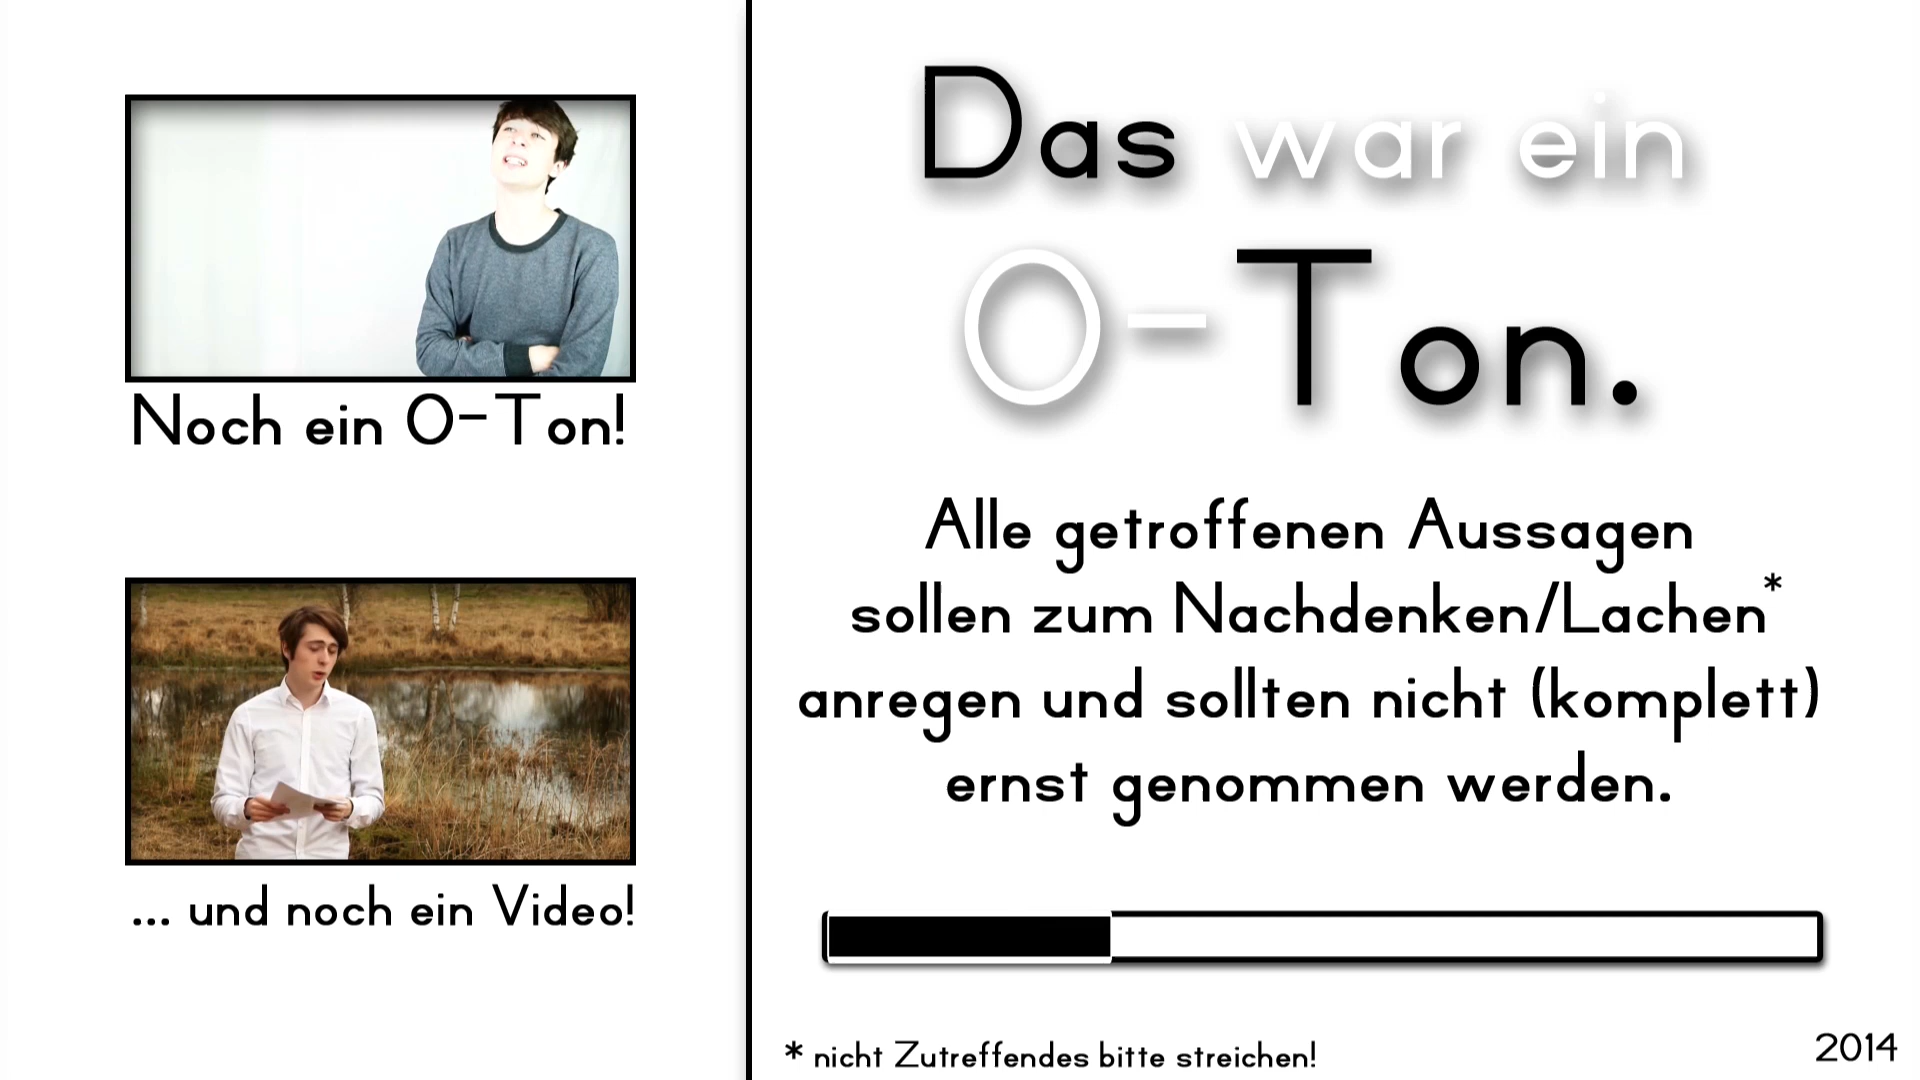 Noch ein O-Ton!
... und noch ein Video!
Das war ein
O-Ton.
Alle getroffenen Aussagen
sollen zum Nachdenken/Lachen*
anregen und sollten nicht (komplett)
ernst genommen werden.
* nicht Zutreffendes bitte streichen!
2014